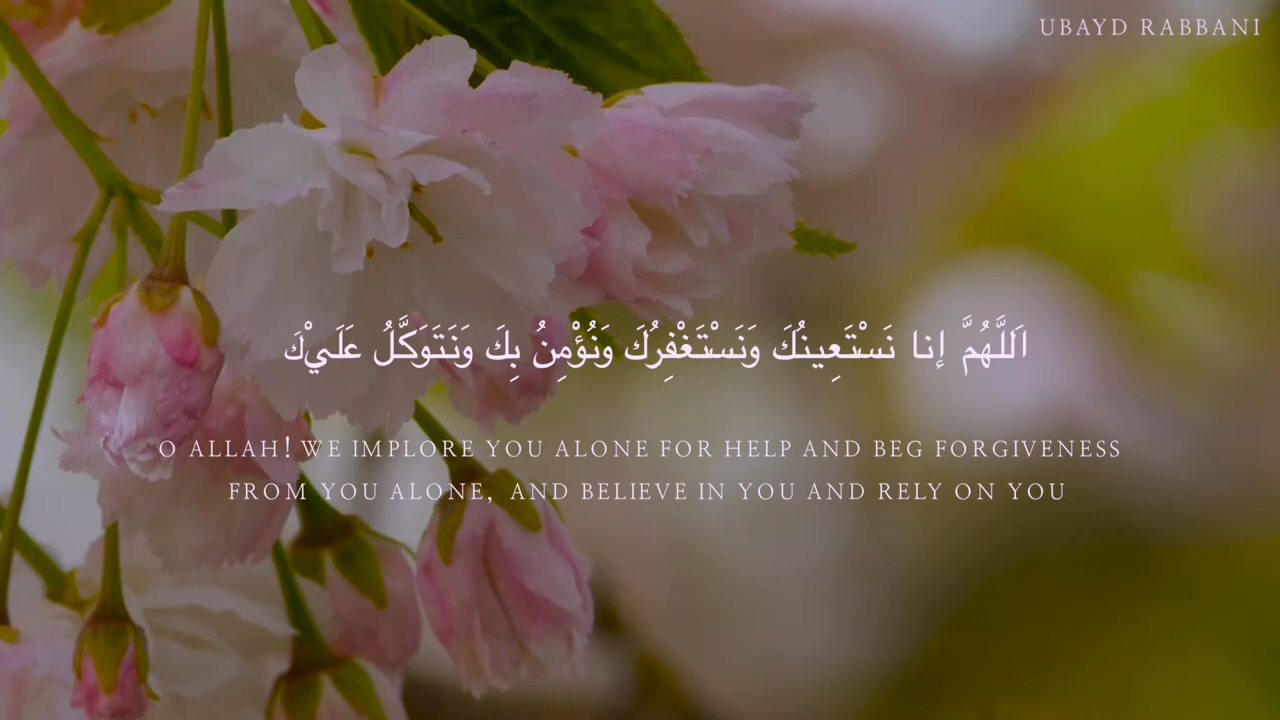 UBAYD RABBANI
اَللَّهُمَّ إنا نَسْتَعِينُكَ وَنَسْتَغْفِرُكَ وَنُؤْمِنُ بِكَ وَنَتَوَكَّلُ عَلَيْكَ
O ALLAH! WE IMPLORE YOU ALONE FOR HELP AND BEG FORGIVENESS
FROM YOU ALONE, AND BELIEVE IN YOU AND RELY ON YOU